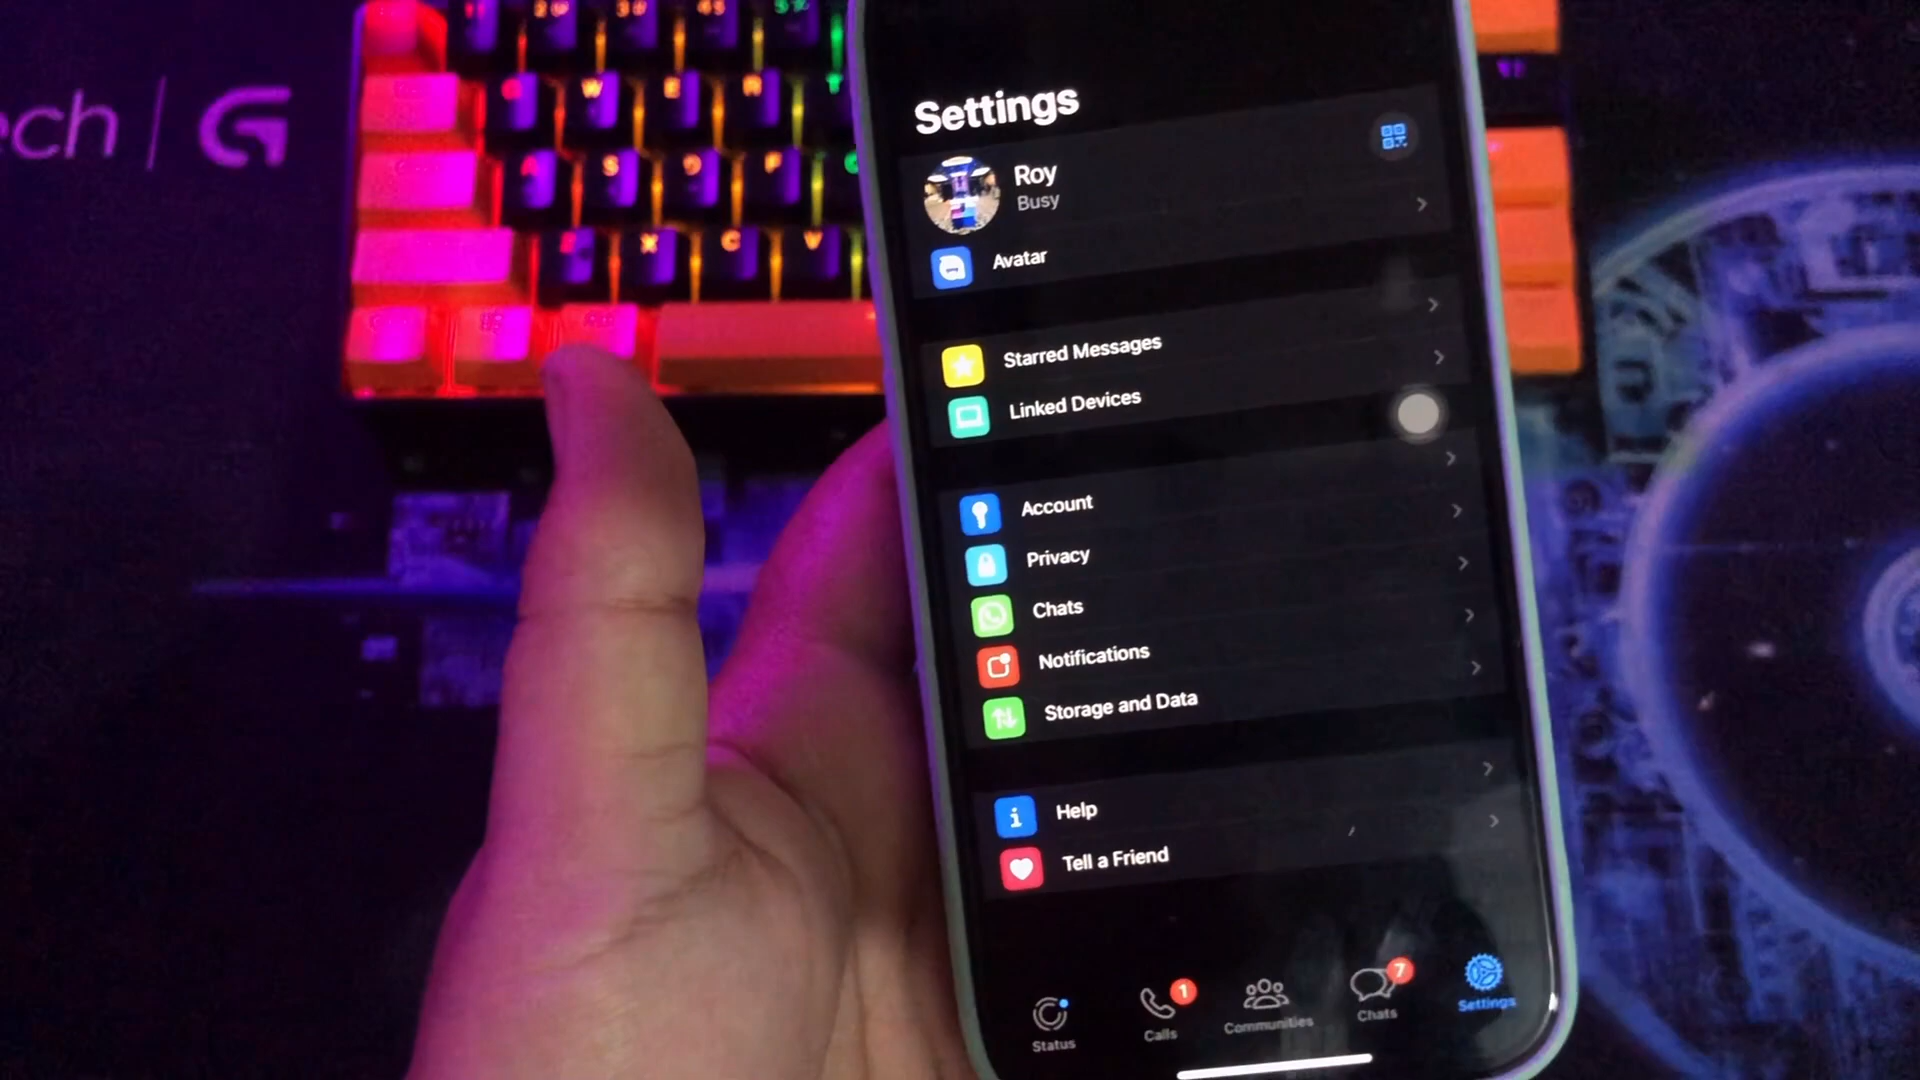 ech | G
W E R
A S D F
Z X C V
Settings
Roy
Busy
Avatar
Starred Messages
Linked Devices
Account
Privacy
Chats
Notifications
Storage and Data
Help
Tell a Friend
1
7
Status
Calls
Communities
Chats
Settings